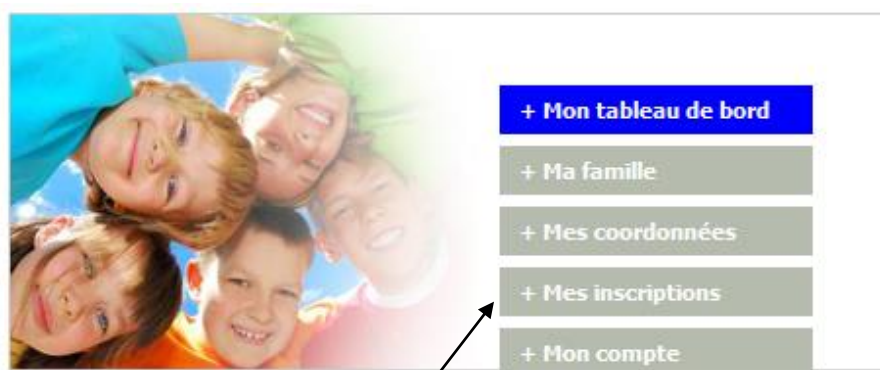 + Mon tableau de bord
+ Ma famille
+ Mes coordonnées
+ Mes inscriptions
+ Mon compte